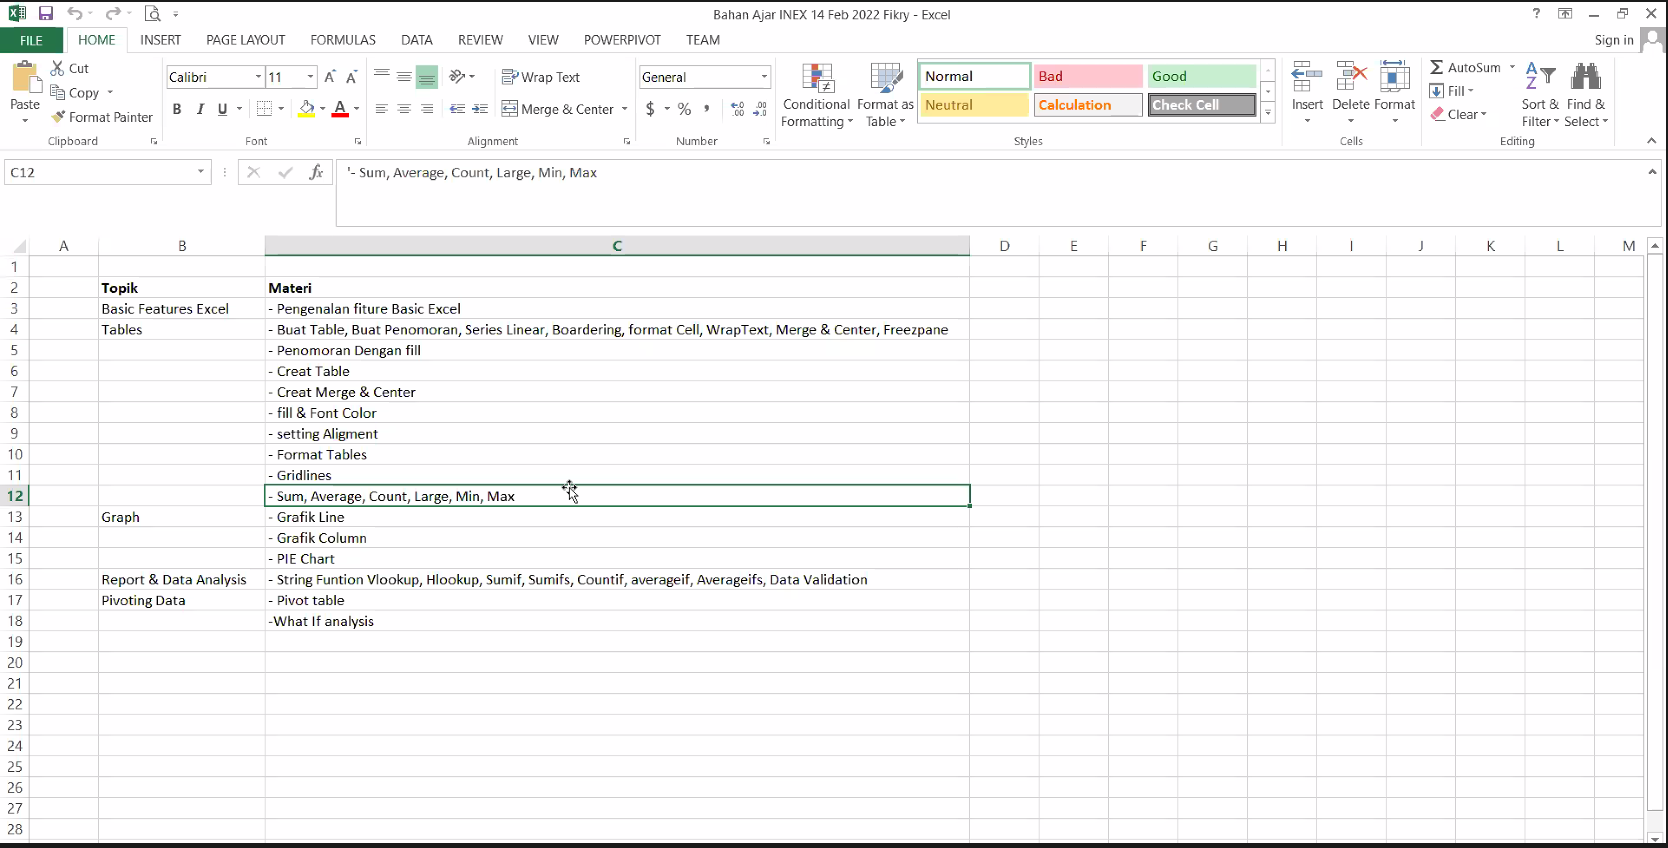 Bahan Ajar INEX 14 Feb 2022 Fikry - Excel
?
FILE HOME INSERT PAGE LAYOUT FORMULAS DATA REVIEW VIEW POWERPIVOT TEAM Sign in
Paste
Cut
Copy
Format Painter
Clipboard
Calibri 11
B I U
Font
Wrap Text
Merge & Center
Alignment
General
$ % ,
Number
Conditional Formatting
Format as Table
Normal Bad Good
Neutral Calculation Check Cell
Styles
Insert Delete Format
Cells
AutoSum
Fill
Clear
Sort & Filter
Find & Select
Editing
C12 fx '- Sum, Average, Count, Large, Min, Max
A B C D E F G H I J K L M
1
2 Topik Materi
3 Basic Features Excel - Pengenalan fiture Basic Excel
4 Tables - Buat Table, Buat Penomoran, Series Linear, Boardering, format Cell, WrapText, Merge & Center, Freezpane
5 - Penomoran Dengan fill
6 - Creat Table
7 - Creat Merge & Center
8 - fill & Font Color
9 - setting Aligment
10 - Format Tables
11 - Gridlines
12 - Sum, Average, Count, Large, Min, Max
13 Graph - Grafik Line
14 - Grafik Column
15 - PIE Chart
16 Report & Data Analysis - String Funtion Vlookup, Hlookup, Sumif, Sumifs, Countif, averageif, Averageifs, Data Validation
17 Pivoting Data - Pivot table
18 -What If analysis
19
20
21
22
23
24
25
26
27
28